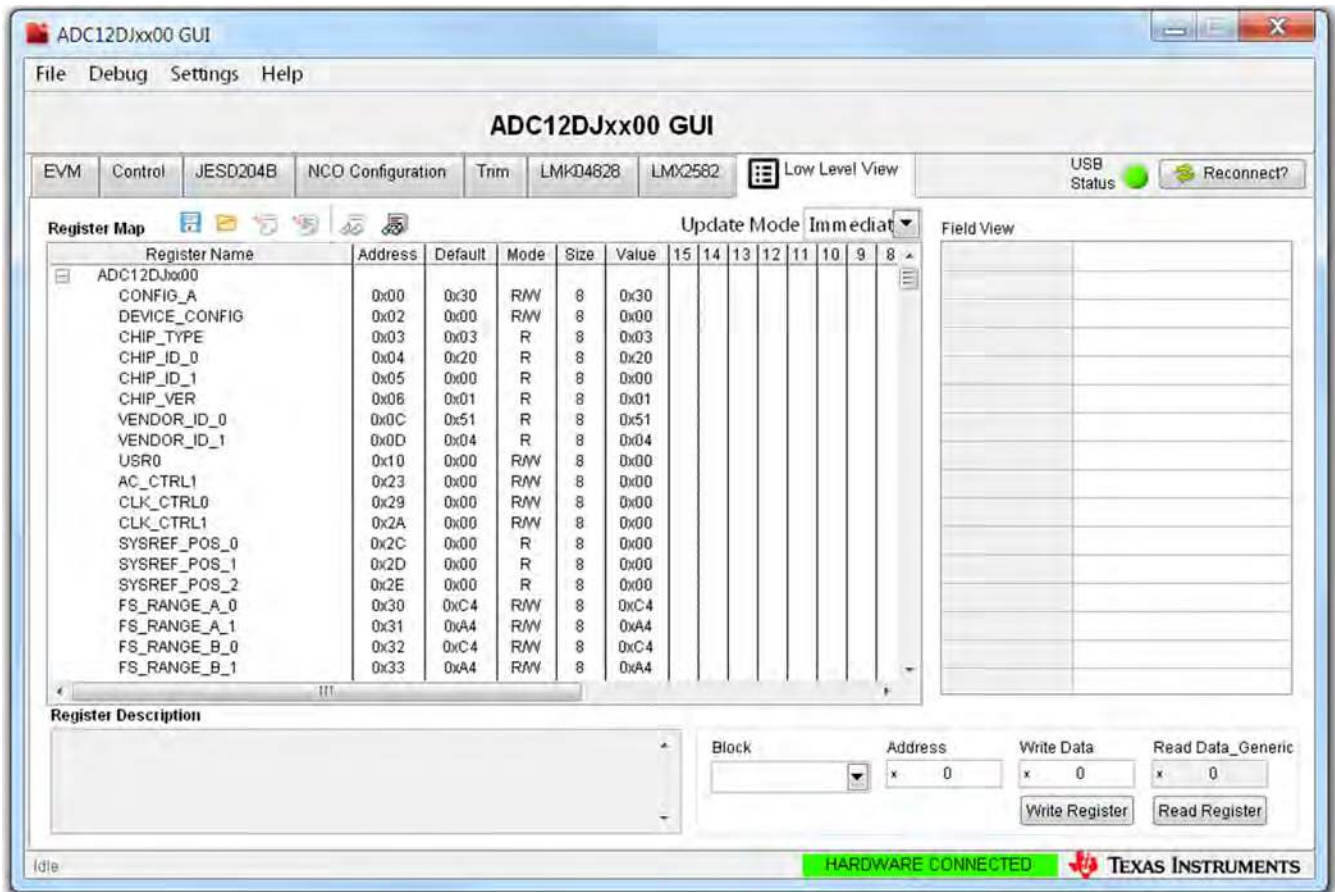 ADC12DJxx00 GUI
File Debug Settings Help
ADC12DJxx00 GUI
EVM Control JESD204B NCO Configuration Trim LMK04828 LMX2582 Low Level View USB Status Reconnect?
Register Map Update Mode Immediat Field View
Register Name Address Default Mode Size Value 15 14 13 12 11 10 9 8
ADC12DJxx00
CONFIG_A 0x00 0x30 R/W 8 0x30
DEVICE_CONFIG 0x02 0x00 R/W 8 0x00
CHIP_TYPE 0x03 0x03 R 8 0x03
CHIP_ID_0 0x04 0x20 R 8 0x20
CHIP_ID_1 0x05 0x00 R 8 0x00
CHIP_VER 0x06 0x01 R 8 0x01
VENDOR_ID_0 0x0C 0x51 R 8 0x51
VENDOR_ID_1 0x0D 0x04 R 8 0x04
USR0 0x10 0x00 R/W 8 0x00
AC_CTRL1 0x23 0x00 R/W 8 0x00
CLK_CTRL0 0x29 0x00 R/W 8 0x00
CLK_CTRL1 0x2A 0x00 R/W 8 0x00
SYSREF_POS_0 0x2C 0x00 R 8 0x00
SYSREF_POS_1 0x2D 0x00 R 8 0x00
SYSREF_POS_2 0x2E 0x00 R 8 0x00
FS_RANGE_A_0 0x30 0xC4 R/W 8 0xC4
FS_RANGE_A_1 0x31 0xA4 R/W 8 0xA4
FS_RANGE_B_0 0x32 0xC4 R/W 8 0xC4
FS_RANGE_B_1 0x33 0xA4 R/W 8 0xA4
Register Description
Block Address Write Data Read Data_Generic
x 0 x 0 x 0
Write Register Read Register
Idle HARDWARE CONNECTED TEXAS INSTRUMENTS